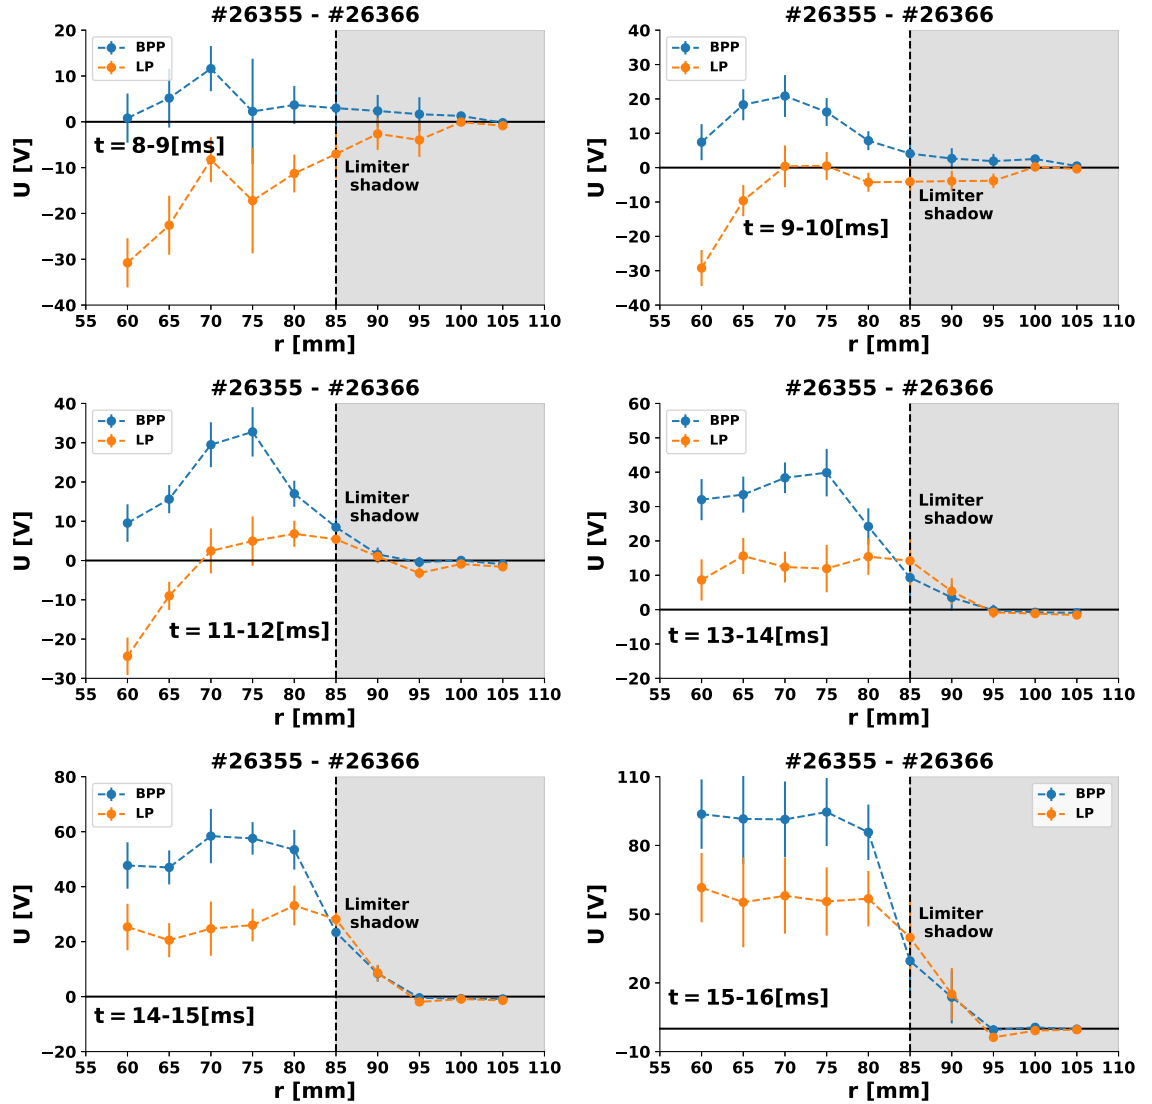 #26355 - #26366
BPP
LP
t = 8-9[ms]
Limiter
shadow
U [V]
20
10
0
−10
−20
−30
−40
55 60 65 70 75 80 85 90 95 100 105 110
r [mm]
#26355 - #26366
BPP
LP
t = 9-10[ms]
Limiter
shadow
U [V]
40
30
20
10
0
−10
−20
−30
−40
55 60 65 70 75 80 85 90 95 100 105 110
r [mm]
#26355 - #26366
BPP
LP
Limiter
shadow
t = 11-12[ms]
U [V]
40
30
20
10
0
−10
−20
−30
55 60 65 70 75 80 85 90 95 100 105 110
r [mm]
#26355 - #26366
BPP
LP
Limiter
shadow
t = 13-14[ms]
U [V]
60
50
40
30
20
10
0
−10
−20
55 60 65 70 75 80 85 90 95 100 105 110
r [mm]
#26355 - #26366
BPP
LP
Limiter
shadow
t = 14-15[ms]
U [V]
80
60
40
20
0
−20
55 60 65 70 75 80 85 90 95 100 105 110
r [mm]
#26355 - #26366
BPP
LP
Limiter
shadow
t = 15-16[ms]
U [V]
110
80
50
20
−10
55 60 65 70 75 80 85 90 95 100 105 110
r [mm]